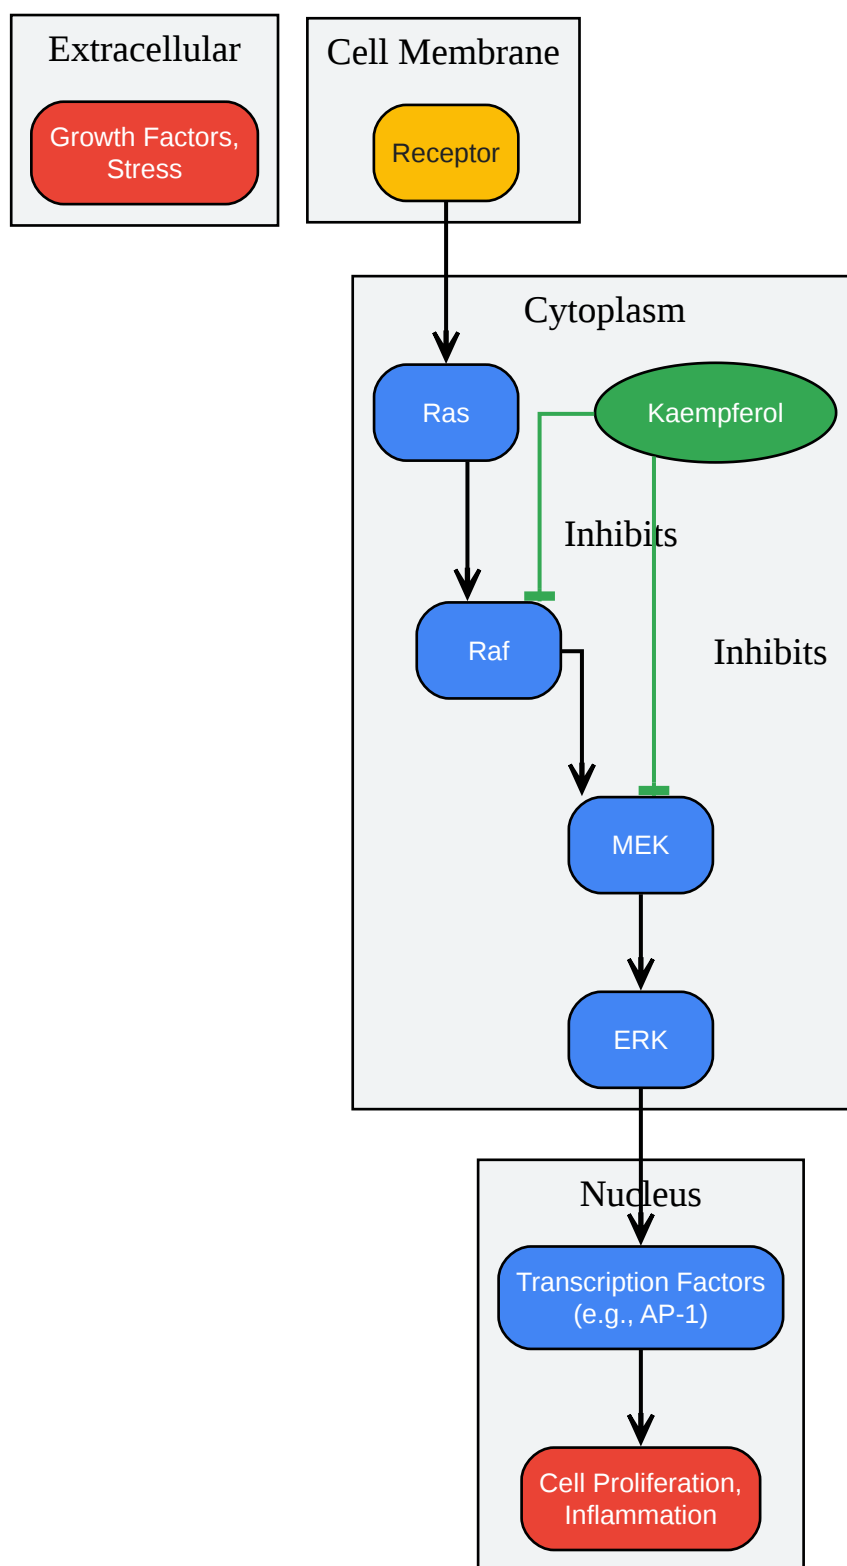 Extracellular
Growth Factors,
Stress
Cell Membrane
Receptor
Cytoplasm
Ras
Kaempferol
Inhibits
Raf
Inhibits
MEK
ERK
Nucleus
Transcription Factors
(e.g., AP-1)
Cell Proliferation,
Inflammation